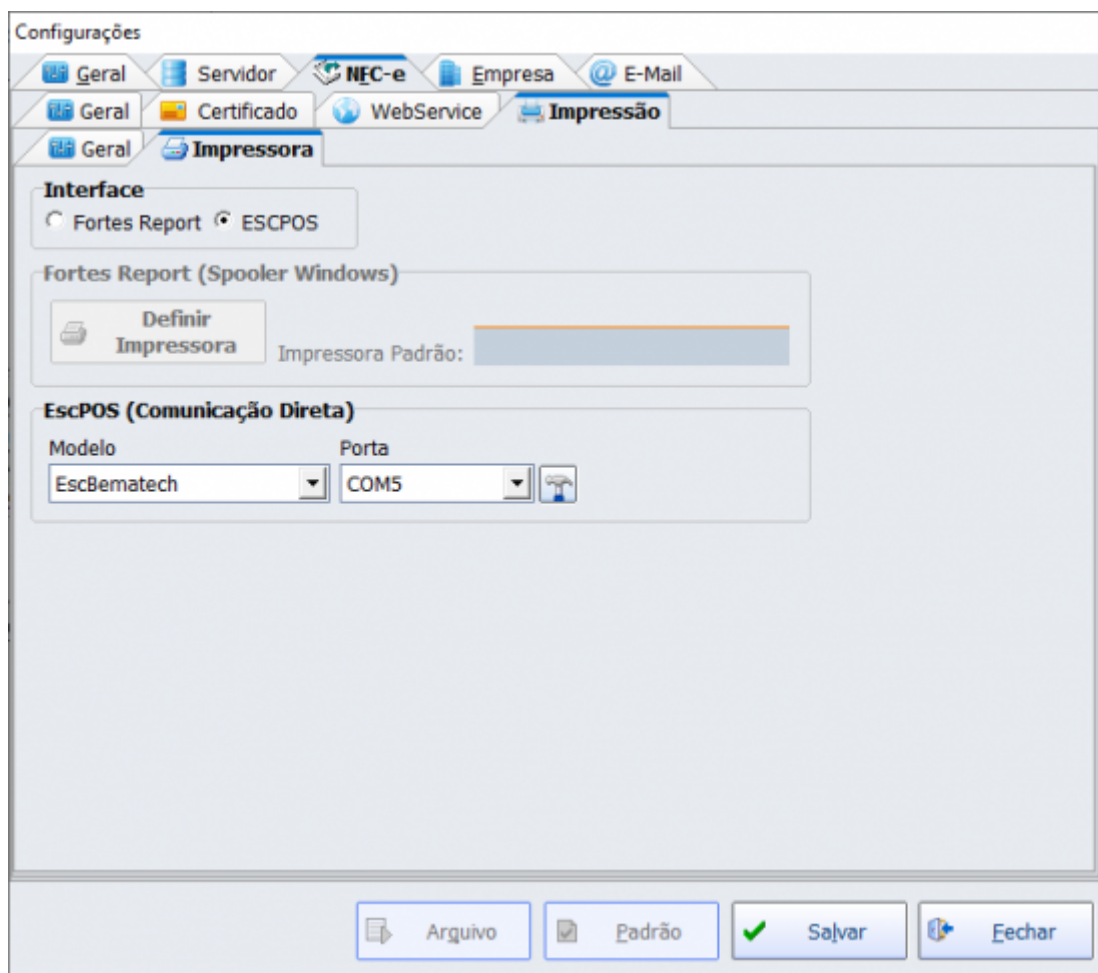 Configurações
Geral Servidor NFC-e Empresa E-Mail
Geral Certificado WebService Impressão
Geral Impressora
Interface
Fortes Report ESCPOS
Fortes Report (Spooler Windows)
Definir
Impressora
Impressora Padrão:
EscPOS (Comunicação Direta)
Modelo Porta
EscBematech COM5
Arquivo Padrão Salvar Fechar